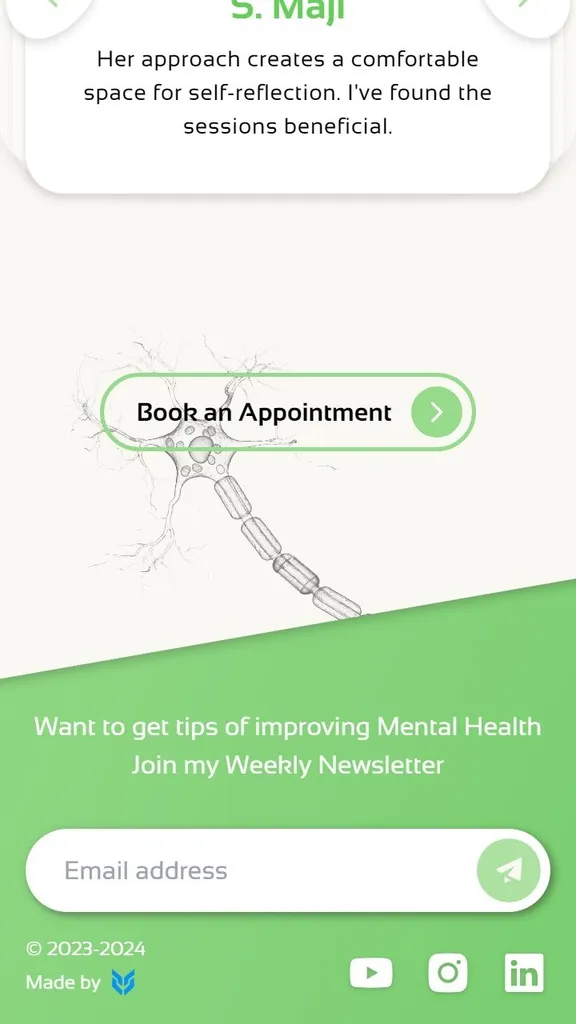 S. Maji
Her approach creates a comfortable
space for self-reflection. I've found the
sessions beneficial.
Book an Appointment
Want to get tips of improving Mental Health
Join my Weekly Newsletter
Email address
© 2023-2024
Made by
in